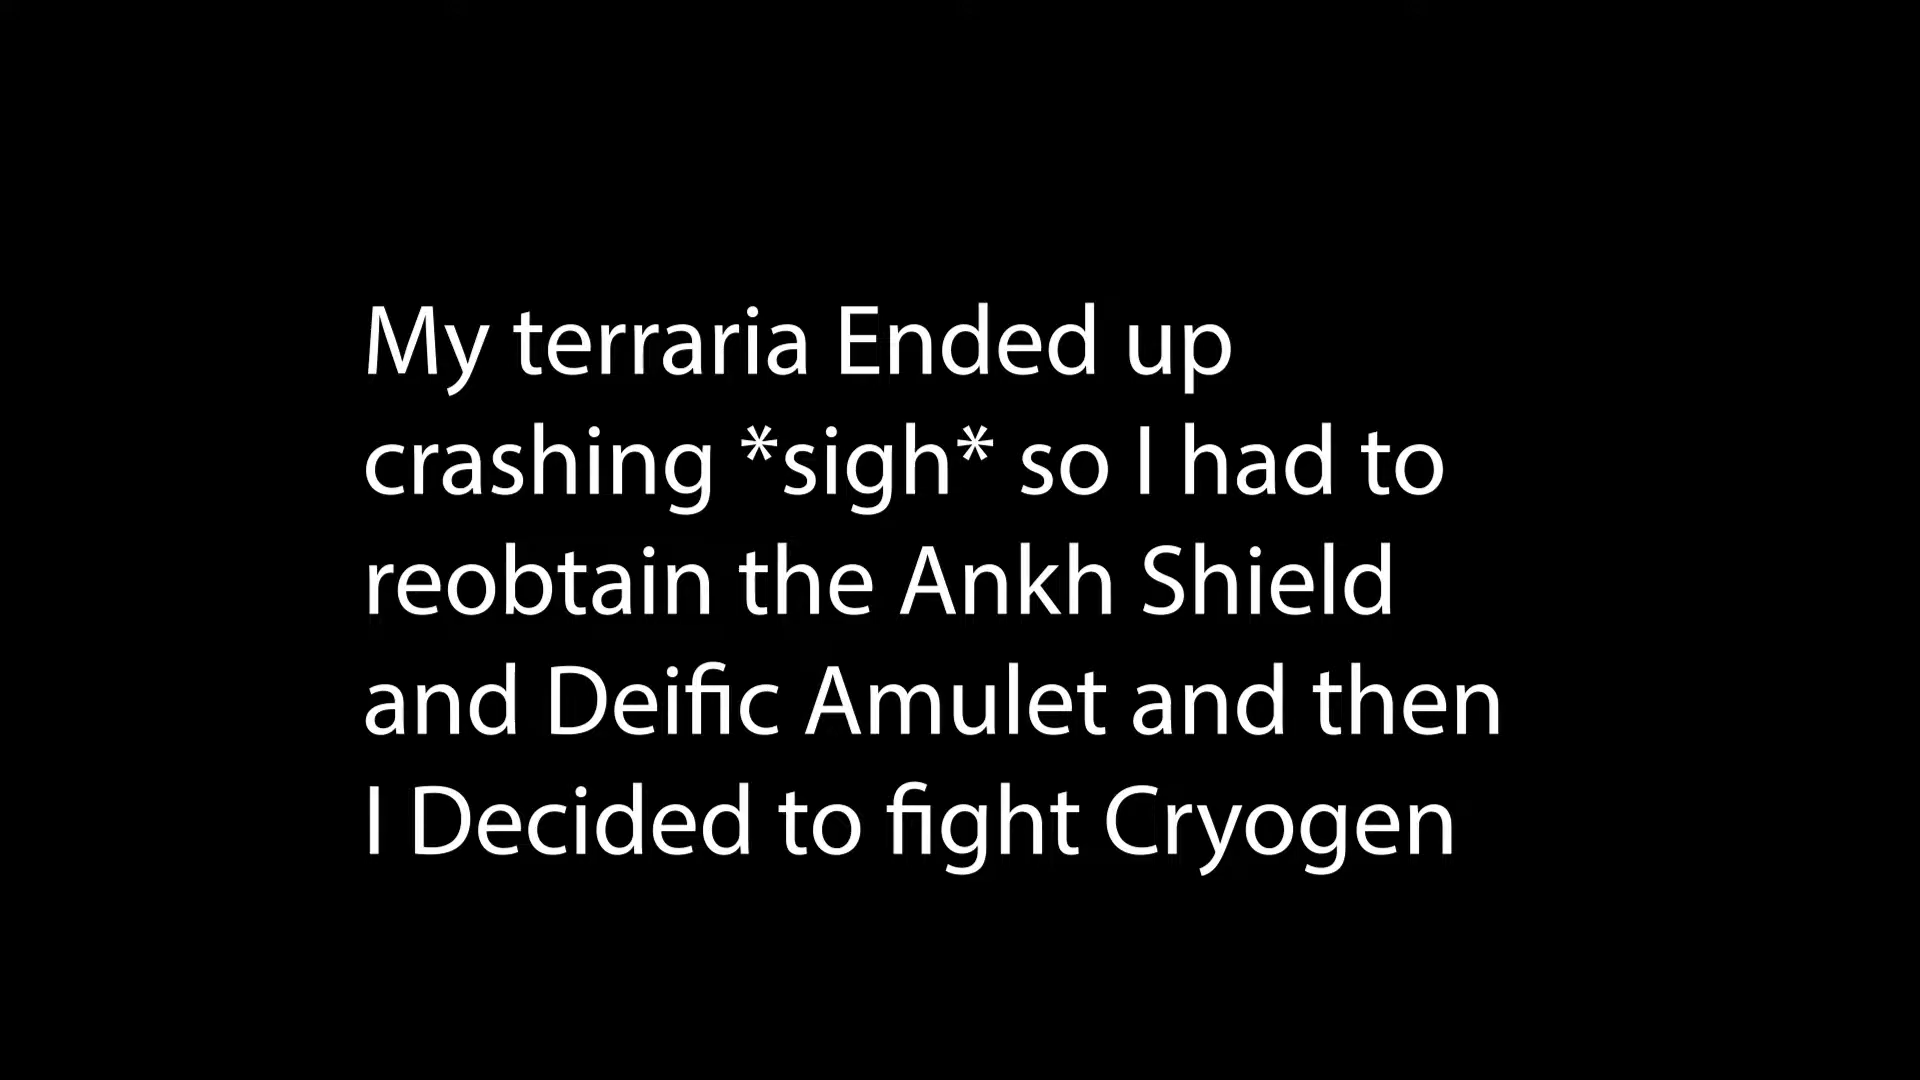 My terraria Ended up
crashing *sigh* so I had to
reobtain the Ankh Shield
and Deific Amulet and then
I Decided to fight Cryogen